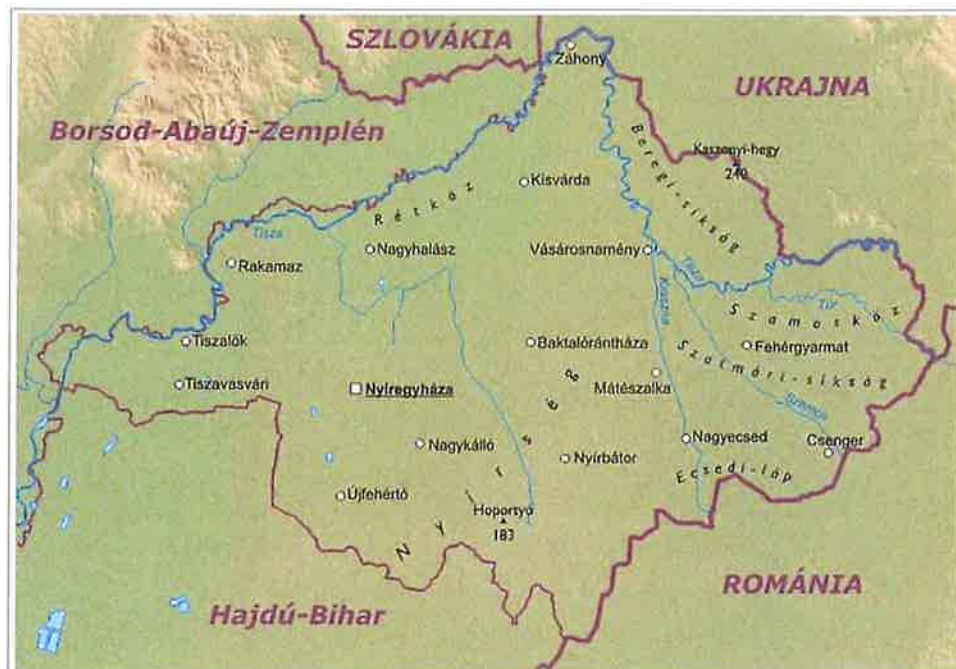 SZLOVÁKIA
Záhony
UKRAJNA
Borsod-Abaúj-Zemplén
Kaszonyi-hegy
240
Beregi-síkság
Kisvárda
Rétköz
Tisza
Nagyhalász
Vásárosnamény
Rakamaz
Tisza
Kraszna
Túr
Szamosköz
Tiszalök
Baktalórántháza
Fehérgyarmat
Szatmári-síkság
Tiszavasvári
Nyíregyháza
Mátészalka
Szamos
Nyírség
Nagykálló
Nyírbátor
Nagyecsed
Csenger
Ecsedi-láp
Újfehértó
Hoportyo
183
ROMÁNIA
Hajdú-Bihar